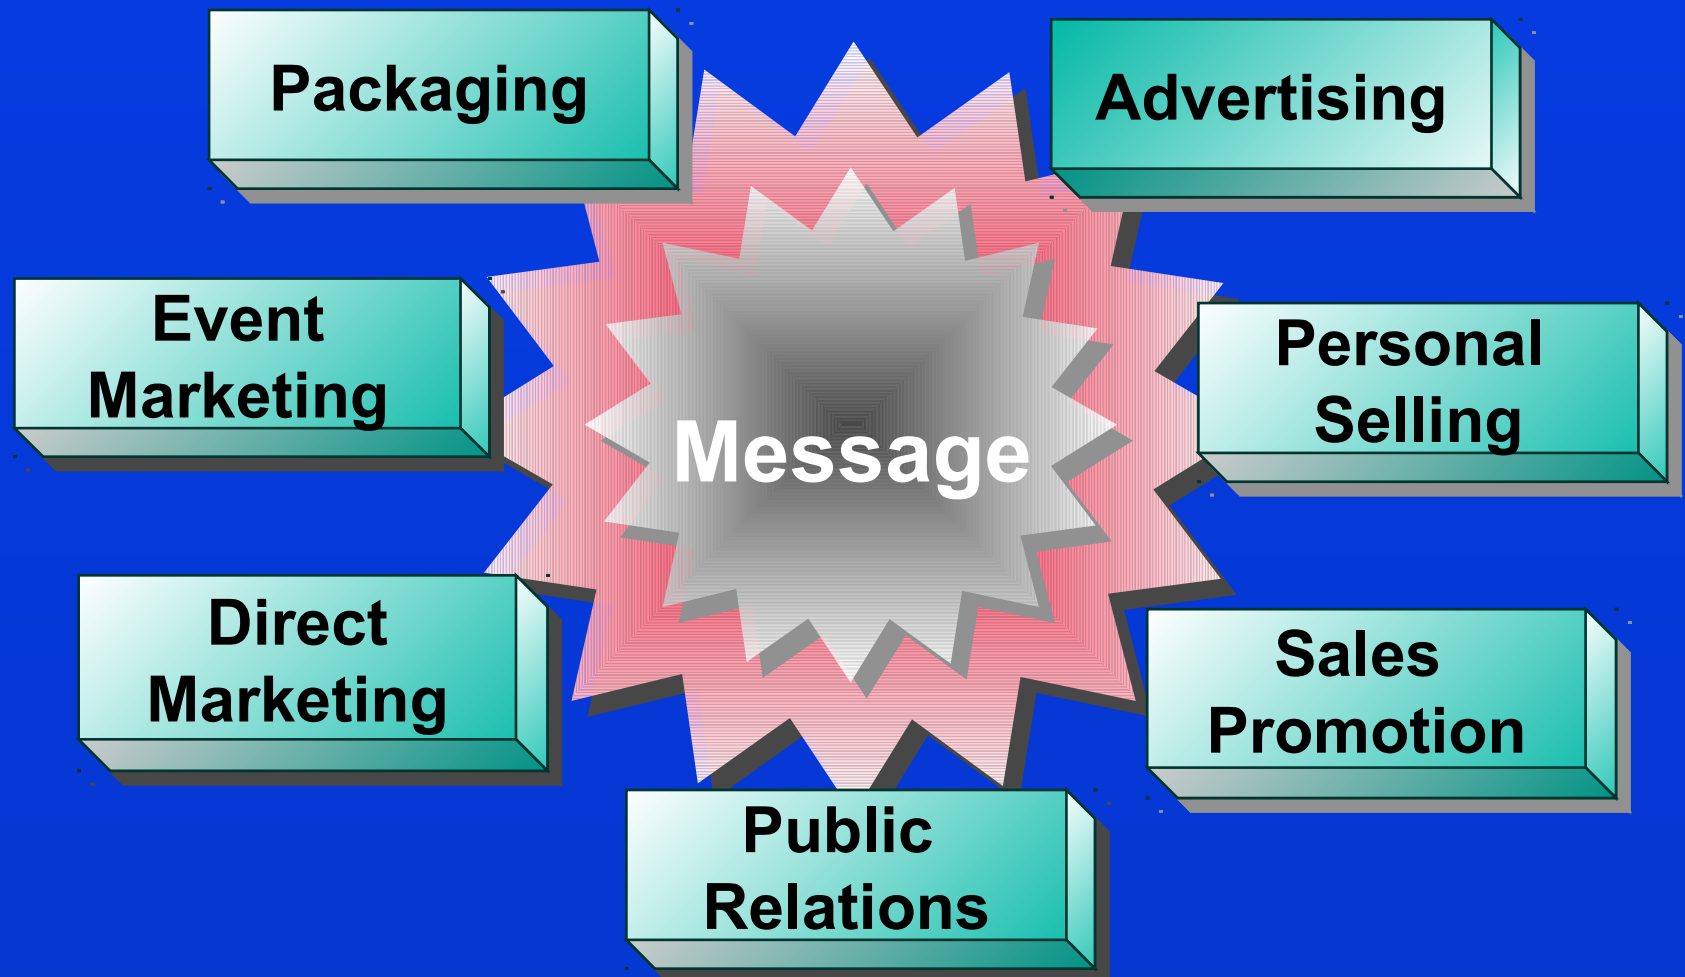 Packaging
Advertising
Event
Marketing
Personal
Selling
Message
Direct
Marketing
Sales
Promotion
Public
Relations